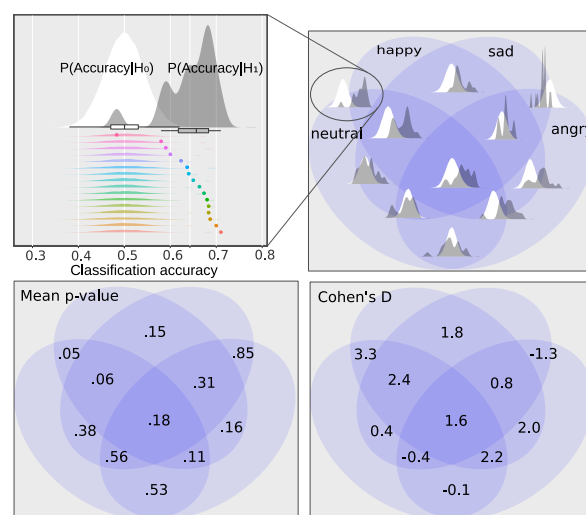 P(Accuracy|H₀)
P(Accuracy|H₁)
0.3 0.4 0.5 0.6 0.7 0.8
Classification accuracy
happy
sad
neutral
angry
Mean p-value
.15
.05
.85
.06
.31
.18
.38
.16
.56
.11
.53
Cohen's D
1.8
3.3
-1.3
2.4
0.8
1.6
0.4
2.0
-0.4
2.2
-0.1